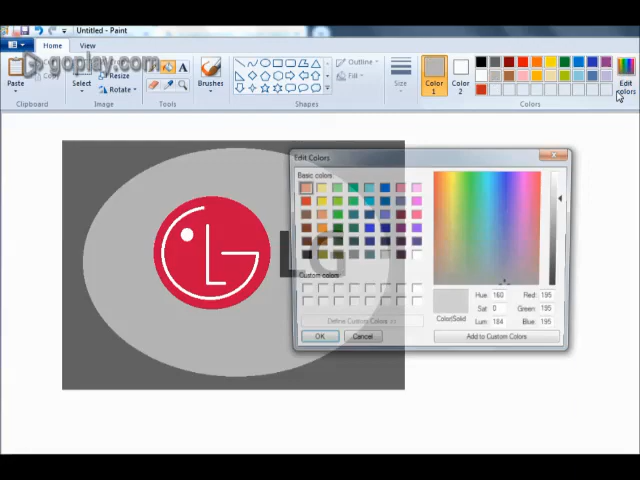 Untitled - Paint
Home
View
goplay.com
Paste
Copy
Select
Resize
Rotate
Brushes
A
Outline
Fill
Size
Color
1
Color
2
Edit
colors
Clipboard
Image
Tools
Shapes
Colors
Edit Colors
Basic colors:
Custom colors:
Define Custom Colors >>
OK
Cancel
Color|Solid
Hue: 160
Sat: 0
Lum: 184
Red: 195
Green: 195
Blue: 195
Add to Custom Colors
LG